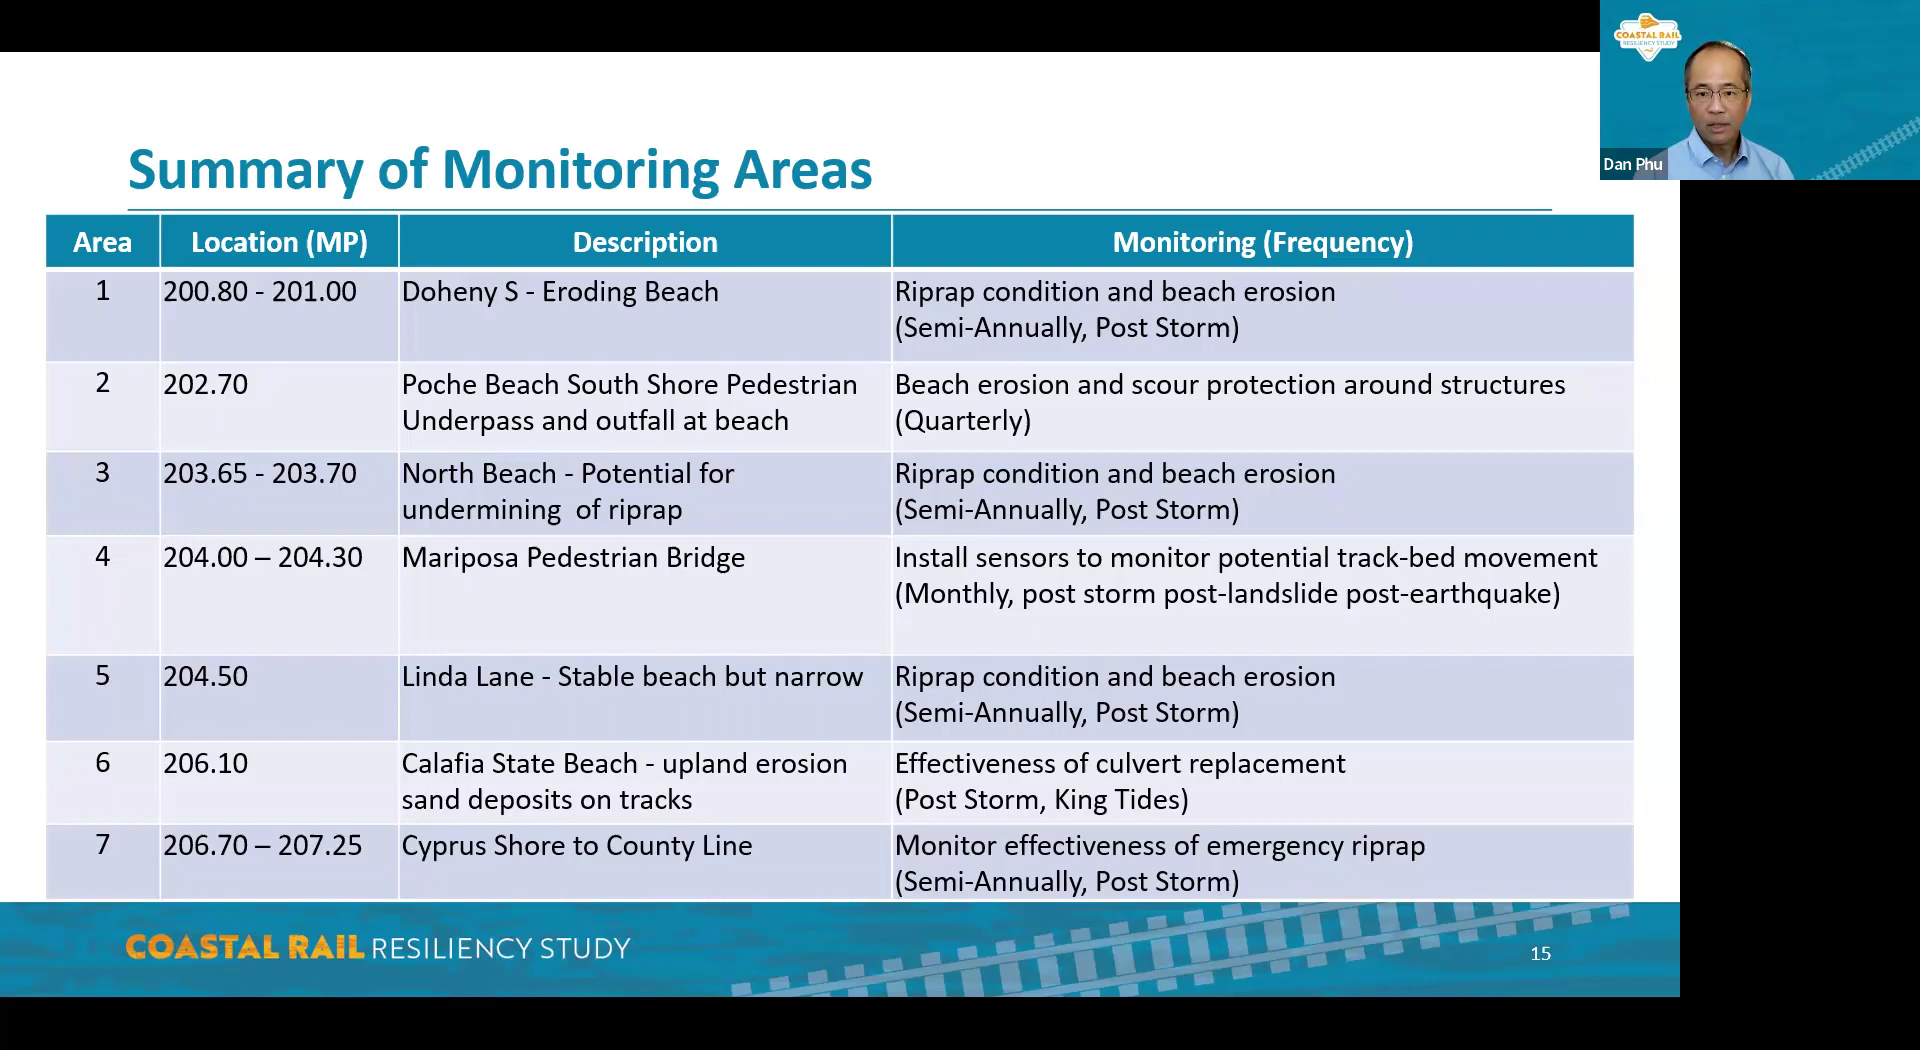 COASTAL RAIL
RESILIENCY STUDY
Dan Phu
Summary of Monitoring Areas
Area Location (MP) Description Monitoring (Frequency)
1 200.80 - 201.00 Doheny S - Eroding Beach Riprap condition and beach erosion
(Semi-Annually, Post Storm)
2 202.70 Poche Beach South Shore Pedestrian Beach erosion and scour protection around structures
Underpass and outfall at beach (Quarterly)
3 203.65 - 203.70 North Beach - Potential for Riprap condition and beach erosion
undermining of riprap (Semi-Annually, Post Storm)
4 204.00 – 204.30 Mariposa Pedestrian Bridge Install sensors to monitor potential track-bed movement
(Monthly, post storm post-landslide post-earthquake)
5 204.50 Linda Lane - Stable beach but narrow Riprap condition and beach erosion
(Semi-Annually, Post Storm)
6 206.10 Calafia State Beach - upland erosion Effectiveness of culvert replacement
sand deposits on tracks (Post Storm, King Tides)
7 206.70 – 207.25 Cyprus Shore to County Line Monitor effectiveness of emergency riprap
(Semi-Annually, Post Storm)
COASTAL RAIL RESILIENCY STUDY
15